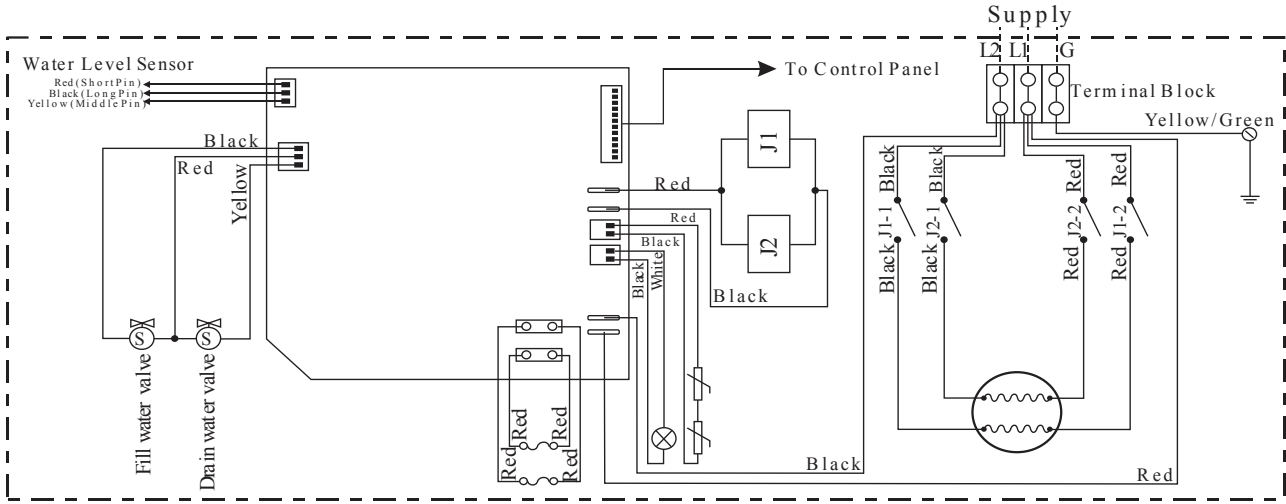 Supply
L2 L1 G
Water Level Sensor
Red(ShortPin)
Black(LongPin)
Yellow(MiddlePin)
To Control Panel
Terminal Block
Yellow/Green
Black
Red
Yellow
J1
Red
J2
Red
Black
Black
White
Black
Black
J1-1
Black
Black
J2-1
Black
Red
J2-2
Red
Red
J1-2
Red
S
S
Fill water valve
Drain water valve
Red
Red
Red
Red
Black
Red